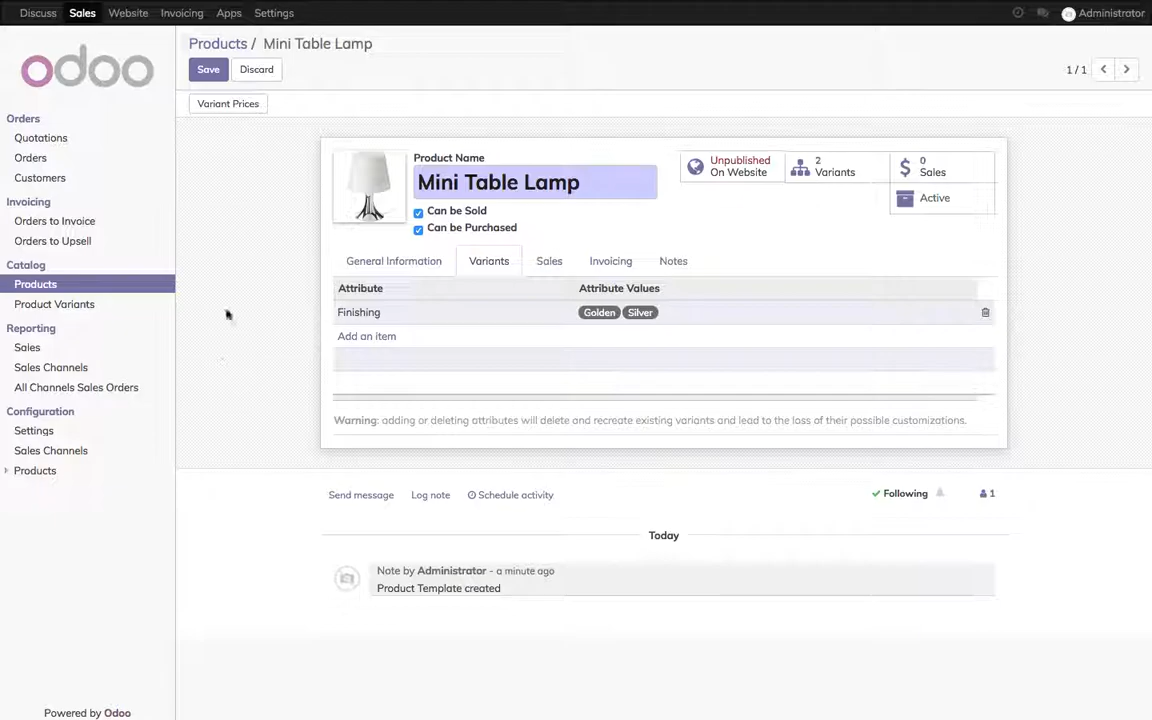 Discuss Sales Website Invoicing Apps Settings Administrator
odoo
Products / Mini Table Lamp
Save Discard 1 / 1
Variant Prices
Orders
Quotations
Orders
Customers
Invoicing
Orders to Invoice
Orders to Upsell
Catalog
Products
Product Variants
Reporting
Sales
Sales Channels
All Channels Sales Orders
Configuration
Settings
Sales Channels
Products
Powered by Odoo
Product Name
Mini Table Lamp
Can be Sold
Can be Purchased
Unpublished
On Website
2
Variants
0
Sales
Active
General Information Variants Sales Invoicing Notes
Attribute Attribute Values
Finishing Golden Silver
Add an item
Warning: adding or deleting attributes will delete and recreate existing variants and lead to the loss of their possible customizations.
Send message Log note Schedule activity Following 1
Today
Note by Administrator - a minute ago
Product Template created